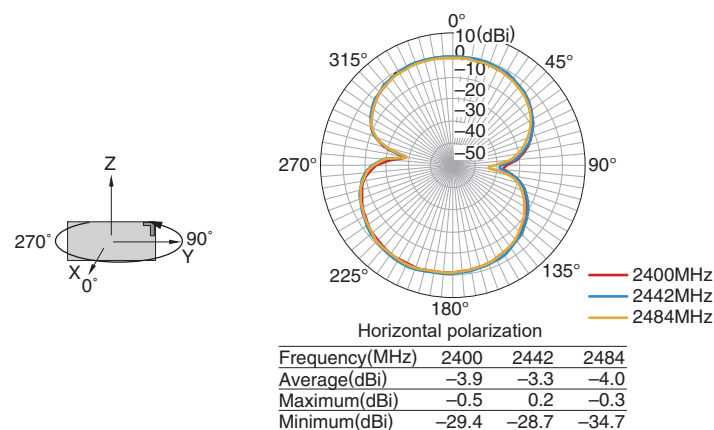 0°
10(dBi)
315°
0
45°
–10
–20
–30
–40
–50
270°
90°
225°
135°
180°
Z
270°
90°
Y
X
0°
2400MHz
2442MHz
2484MHz
Horizontal polarization
Frequency(MHz) 2400 2442 2484
Average(dBi) –3.9 –3.3 –4.0
Maximum(dBi) –0.5 0.2 –0.3
Minimum(dBi) –29.4 –28.7 –34.7